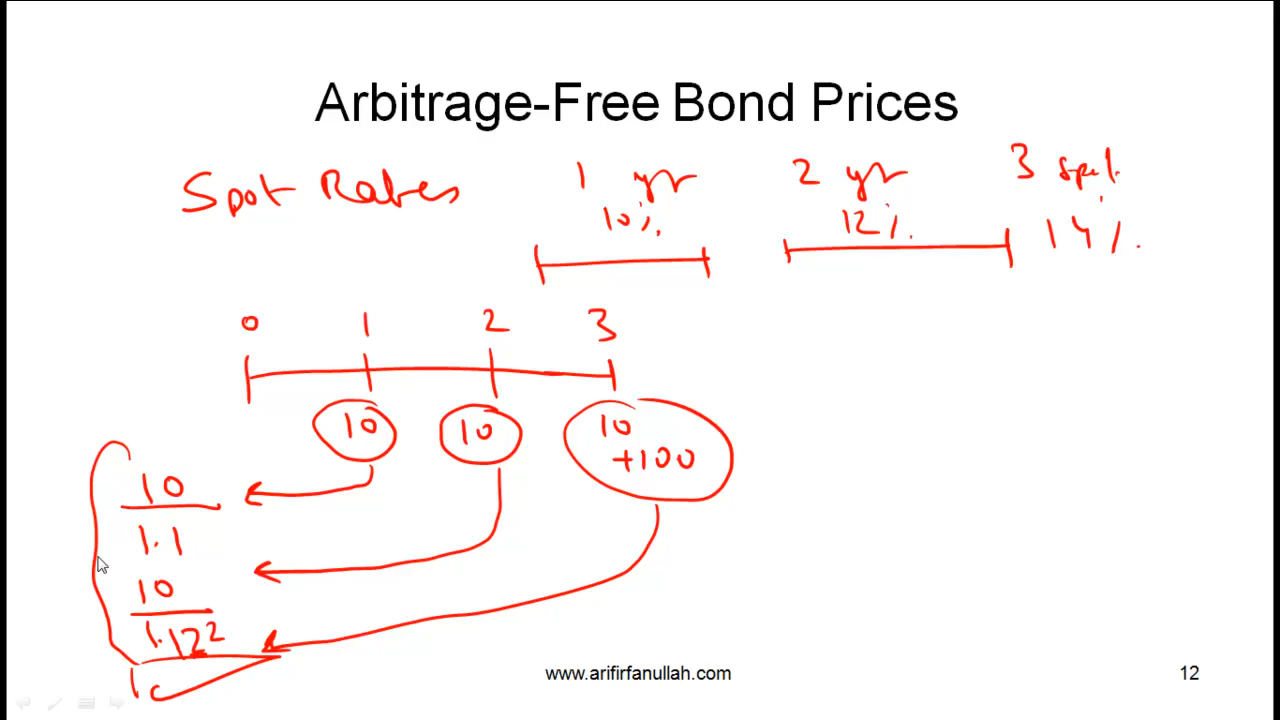 Arbitrage-Free Bond Prices
Spot Rates 1 yr 2 yr 3 spot
10% 12% 14%
0 1 2 3
10 10 10
+100
10
1.1
10
1.12²
www.arifirfanullah.com 12